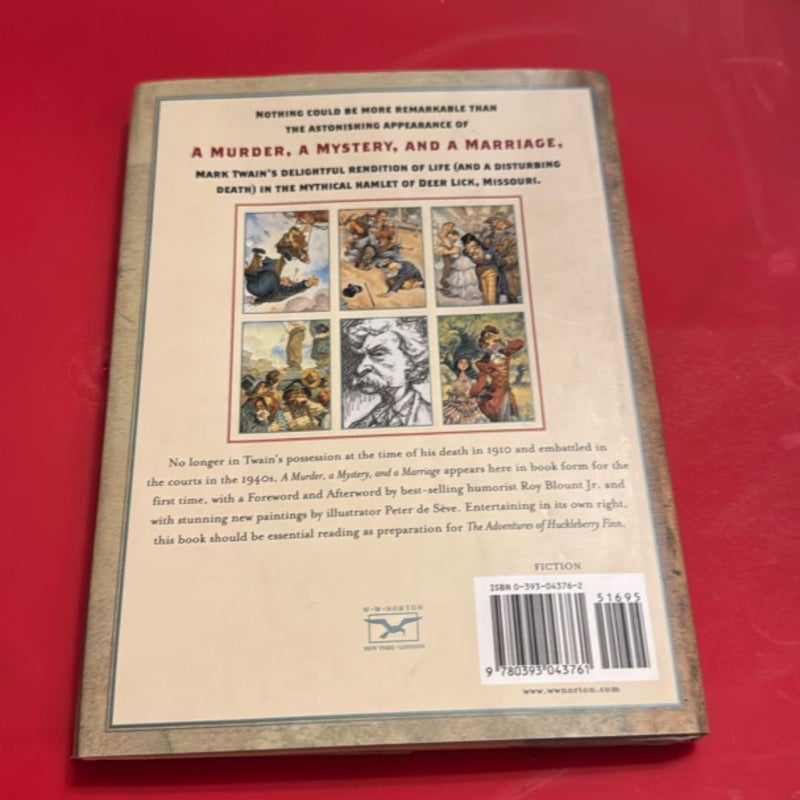 NOTHING COULD BE MORE REMARKABLE THAN
THE ASTONISHING APPEARANCE OF
A MURDER, A MYSTERY, AND A MARRIAGE,
MARK TWAIN'S DELIGHTFUL RENDITION OF LIFE (AND A DISTURBING
DEATH) IN THE MYTHICAL HAMLET OF DEER LICK, MISSOURI.
No longer in Twain's possession at the time of his death in 1910 and embattled in
the courts in the 1940s, A Murder, a Mystery, and a Marriage appears here in book form for the
first time, with a Foreword and Afterword by best-selling humorist Roy Blount Jr. and
with stunning new paintings by illustrator Peter de Sève. Entertaining in its own right,
this book should be essential reading as preparation for The Adventures of Huckleberry Finn.
FICTION
ISBN 0-393-04376-2
51695
9 780393 043761
W·W·NORTON
NEW YORK·LONDON
www.wwnorton.com